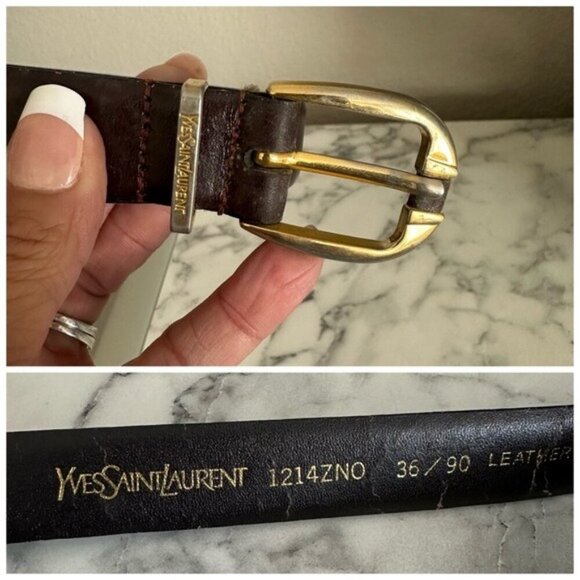 YVESSAINTLAURENT
YVESSAINTLAURENT 1214ZNO 36/90 LEATHER